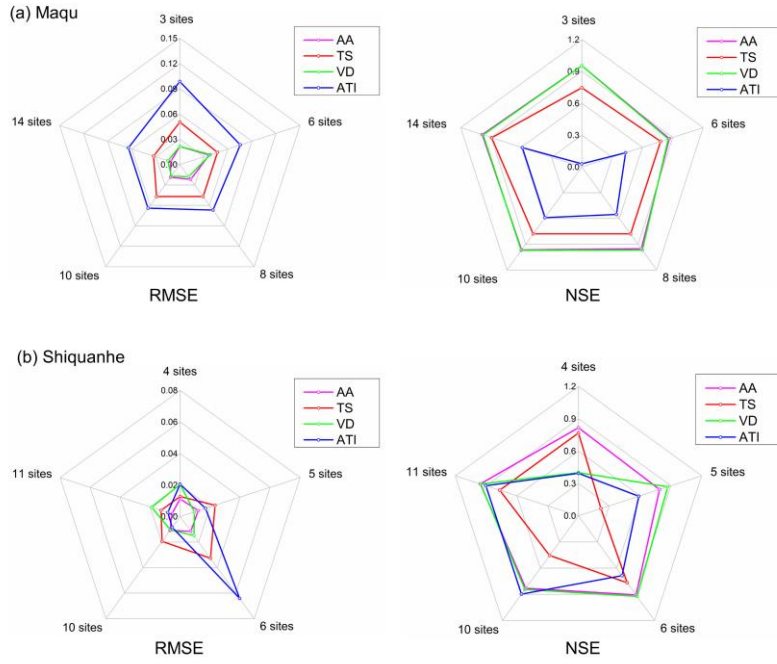 (a) Maqu
3 sites
0.15
0.12
0.09
0.06
0.03
0.00
14 sites
6 sites
10 sites
8 sites
AA
TS
VD
ATI
RMSE
3 sites
1.2
0.9
0.6
0.3
0.0
14 sites
6 sites
10 sites
8 sites
AA
TS
VD
ATI
NSE
(b) Shiquanhe
4 sites
0.08
0.06
0.04
0.02
0.00
11 sites
5 sites
10 sites
6 sites
AA
TS
VD
ATI
RMSE
4 sites
1.2
0.9
0.6
0.3
0.0
11 sites
5 sites
10 sites
6 sites
AA
TS
VD
ATI
NSE